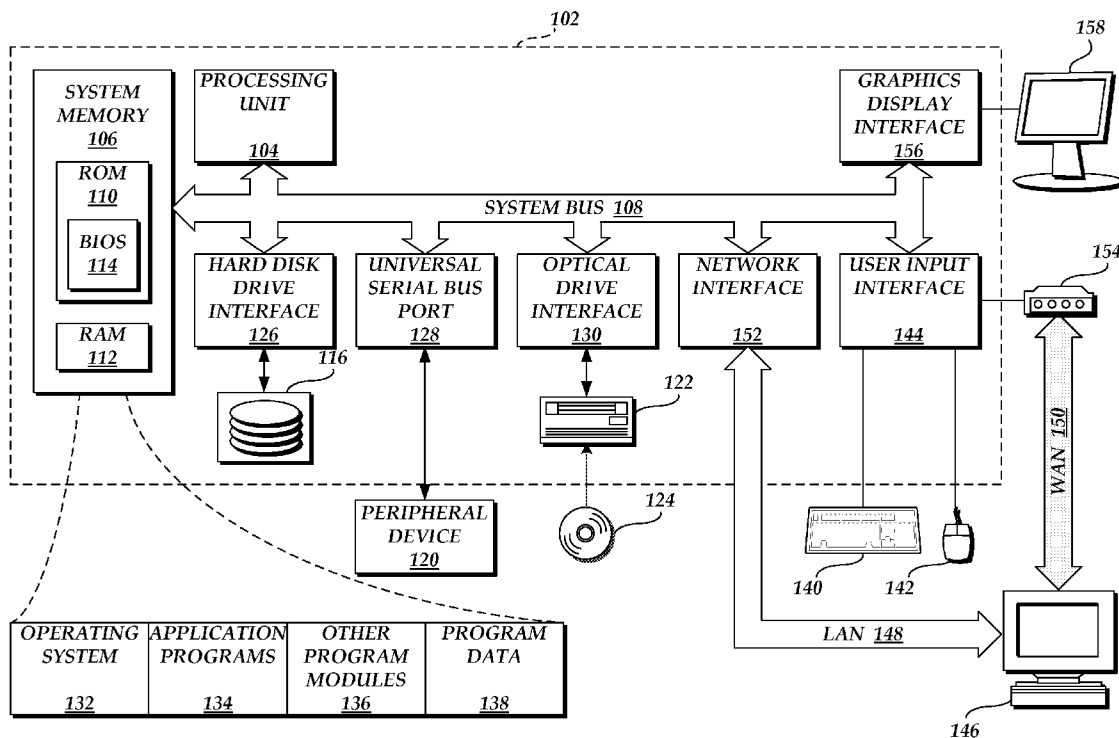 102
158
SYSTEM
MEMORY
106
ROM
110
BIOS
114
RAM
112
PROCESSING
UNIT
104
GRAPHICS
DISPLAY
INTERFACE
156
SYSTEM BUS 108
HARD DISK
DRIVE
INTERFACE
126
UNIVERSAL
SERIAL BUS
PORT
128
OPTICAL
DRIVE
INTERFACE
130
NETWORK
INTERFACE
152
USER INPUT
INTERFACE
144
154
116
122
WAN 150
PERIPHERAL
DEVICE
120
124
140
142
OPERATING
SYSTEM
132
APPLICATION
PROGRAMS
134
OTHER
PROGRAM
MODULES
136
PROGRAM
DATA
138
LAN 148
146